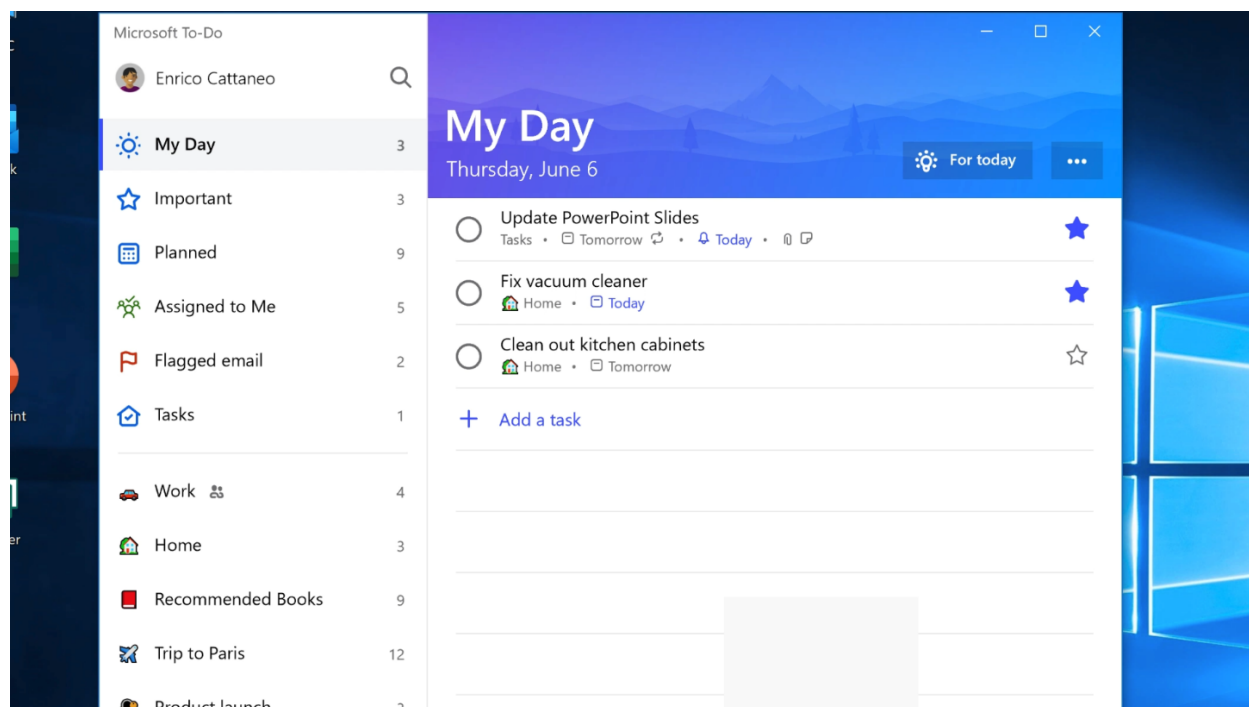 Microsoft To-Do
Enrico Cattaneo
My Day 3
Important 3
Planned 9
Assigned to Me 5
Flagged email 2
Tasks 1
Work 4
Home 3
Recommended Books 9
Trip to Paris 12
Product launch
My Day
Thursday, June 6
For today
Update PowerPoint Slides
Tasks • Tomorrow • Today •
Fix vacuum cleaner
Home • Today
Clean out kitchen cabinets
Home • Tomorrow
Add a task